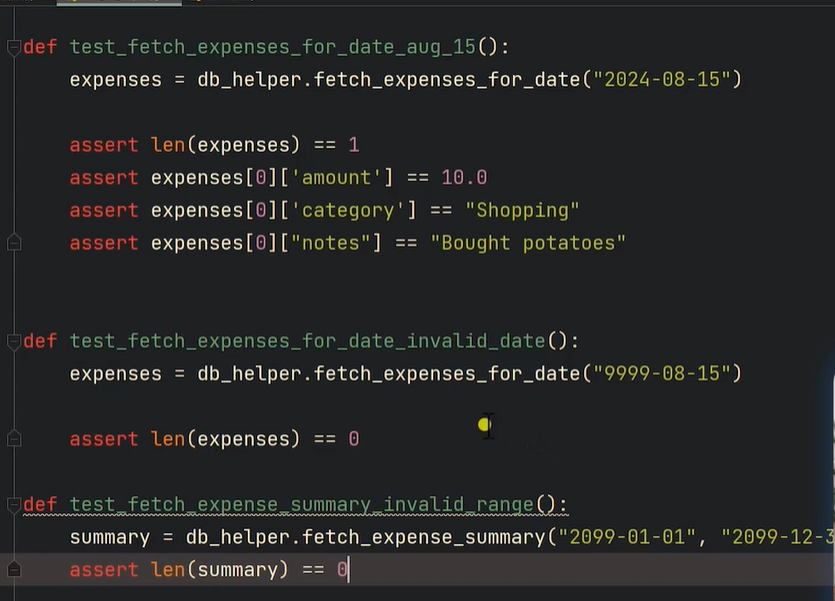 def test_fetch_expenses_for_date_aug_15():
    expenses = db_helper.fetch_expenses_for_date("2024-08-15")
    assert len(expenses) == 1
    assert expenses[0]['amount'] == 10.0
    assert expenses[0]['category'] == "Shopping"
    assert expenses[0]["notes"] == "Bought potatoes"
def test_fetch_expenses_for_date_invalid_date():
    expenses = db_helper.fetch_expenses_for_date("9999-08-15")
    assert len(expenses) == 0
def test_fetch_expense_summary_invalid_range():
    summary = db_helper.fetch_expense_summary("2099-01-01", "2099-12-3
    assert len(summary) == 0